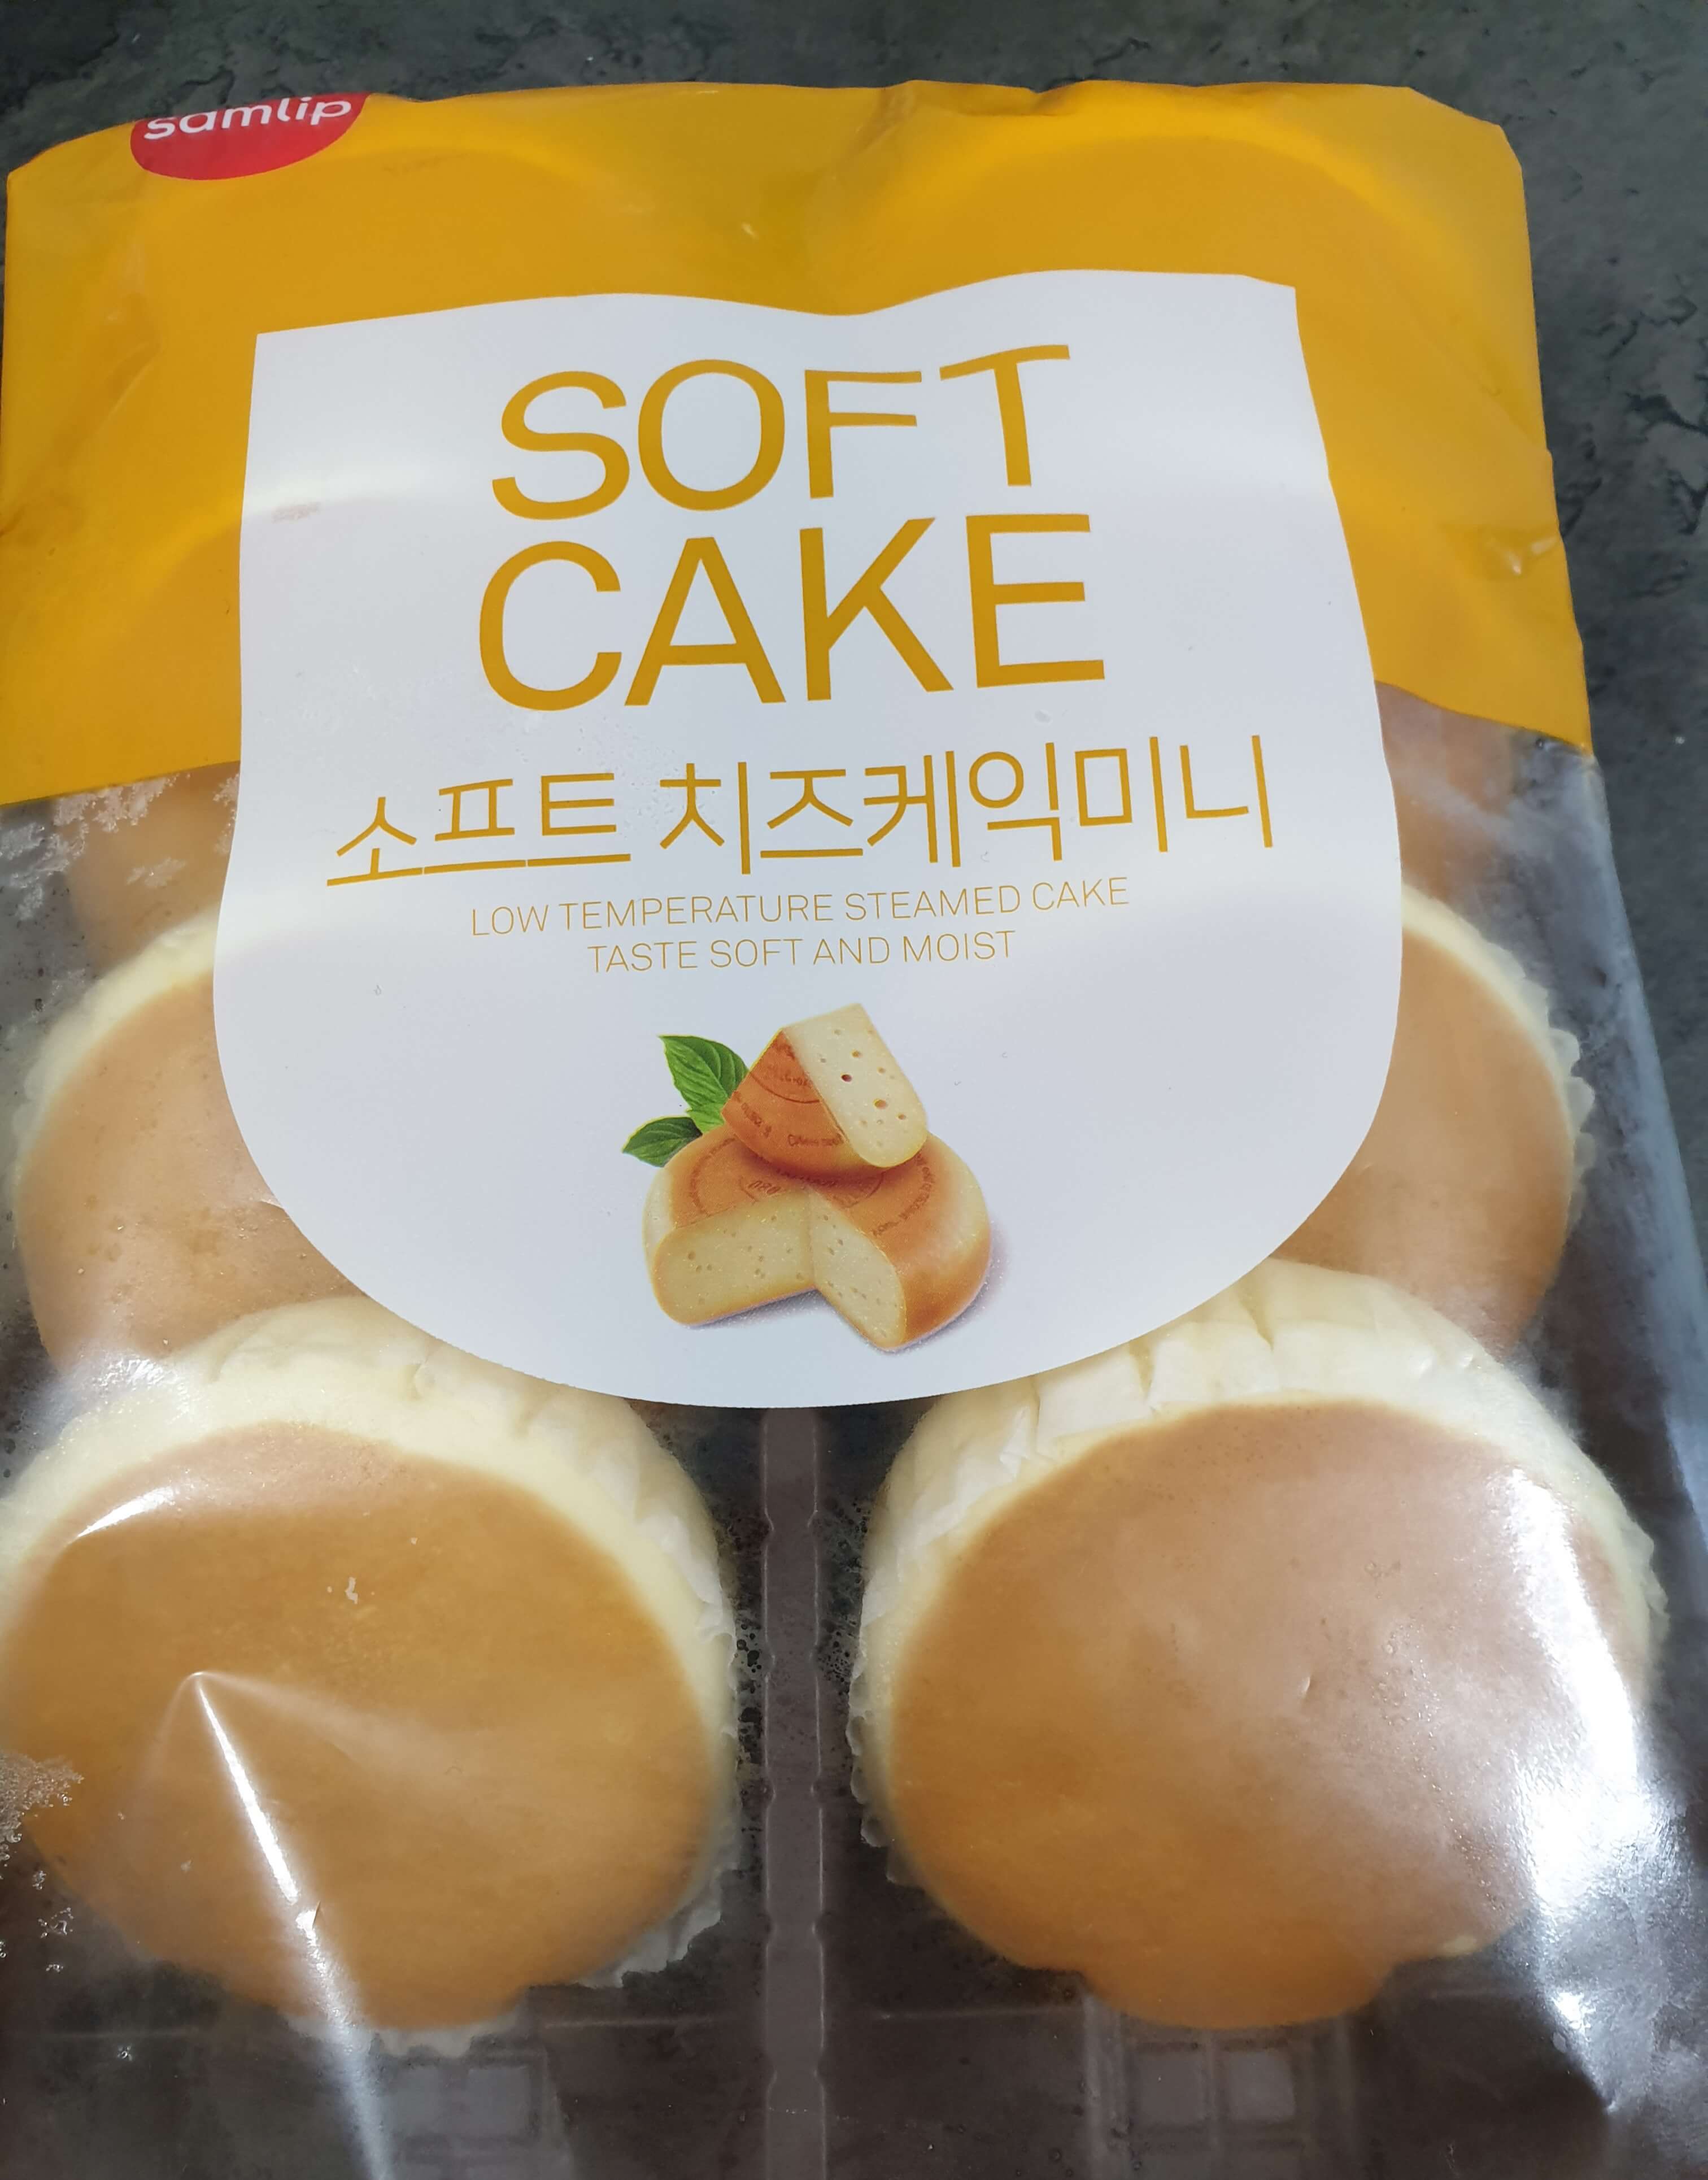 samlip
SOFT
CAKE
소프트 치즈케익미니
LOW TEMPERATURE STEAMED CAKE
TASTE SOFT AND MOIST